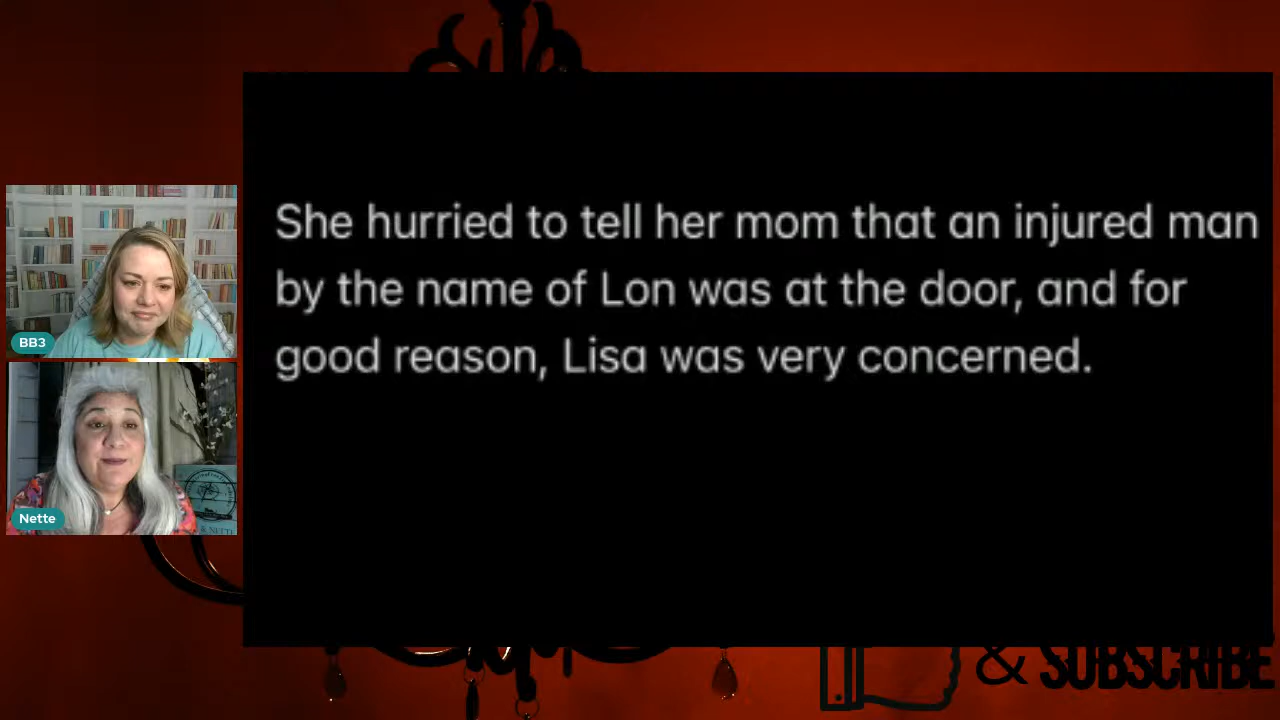 She hurried to tell her mom that an injured man
by the name of Lon was at the door, and for
good reason, Lisa was very concerned.
BB3
Nette
& NETTE
& SUBSCRIBE